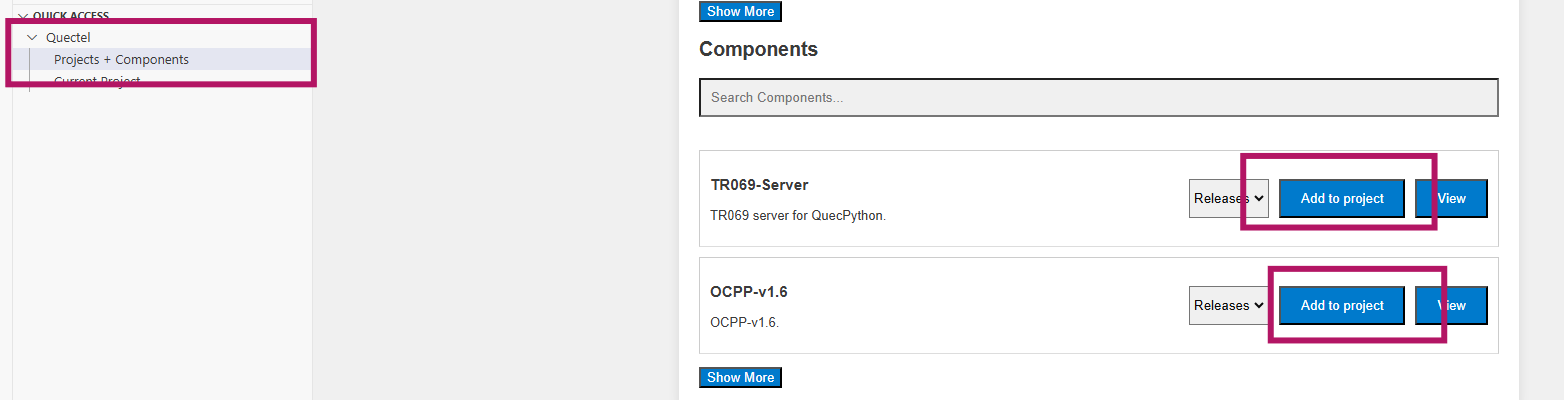 QUICK ACCESS
Quectel
Projects + Components
Current Project
Show More
Components
Search Components...
TR069-Server
TR069 server for QuecPython.
Releases
Add to project
View
OCPP-v1.6
OCPP-v1.6.
Releases
Add to project
View
Show More